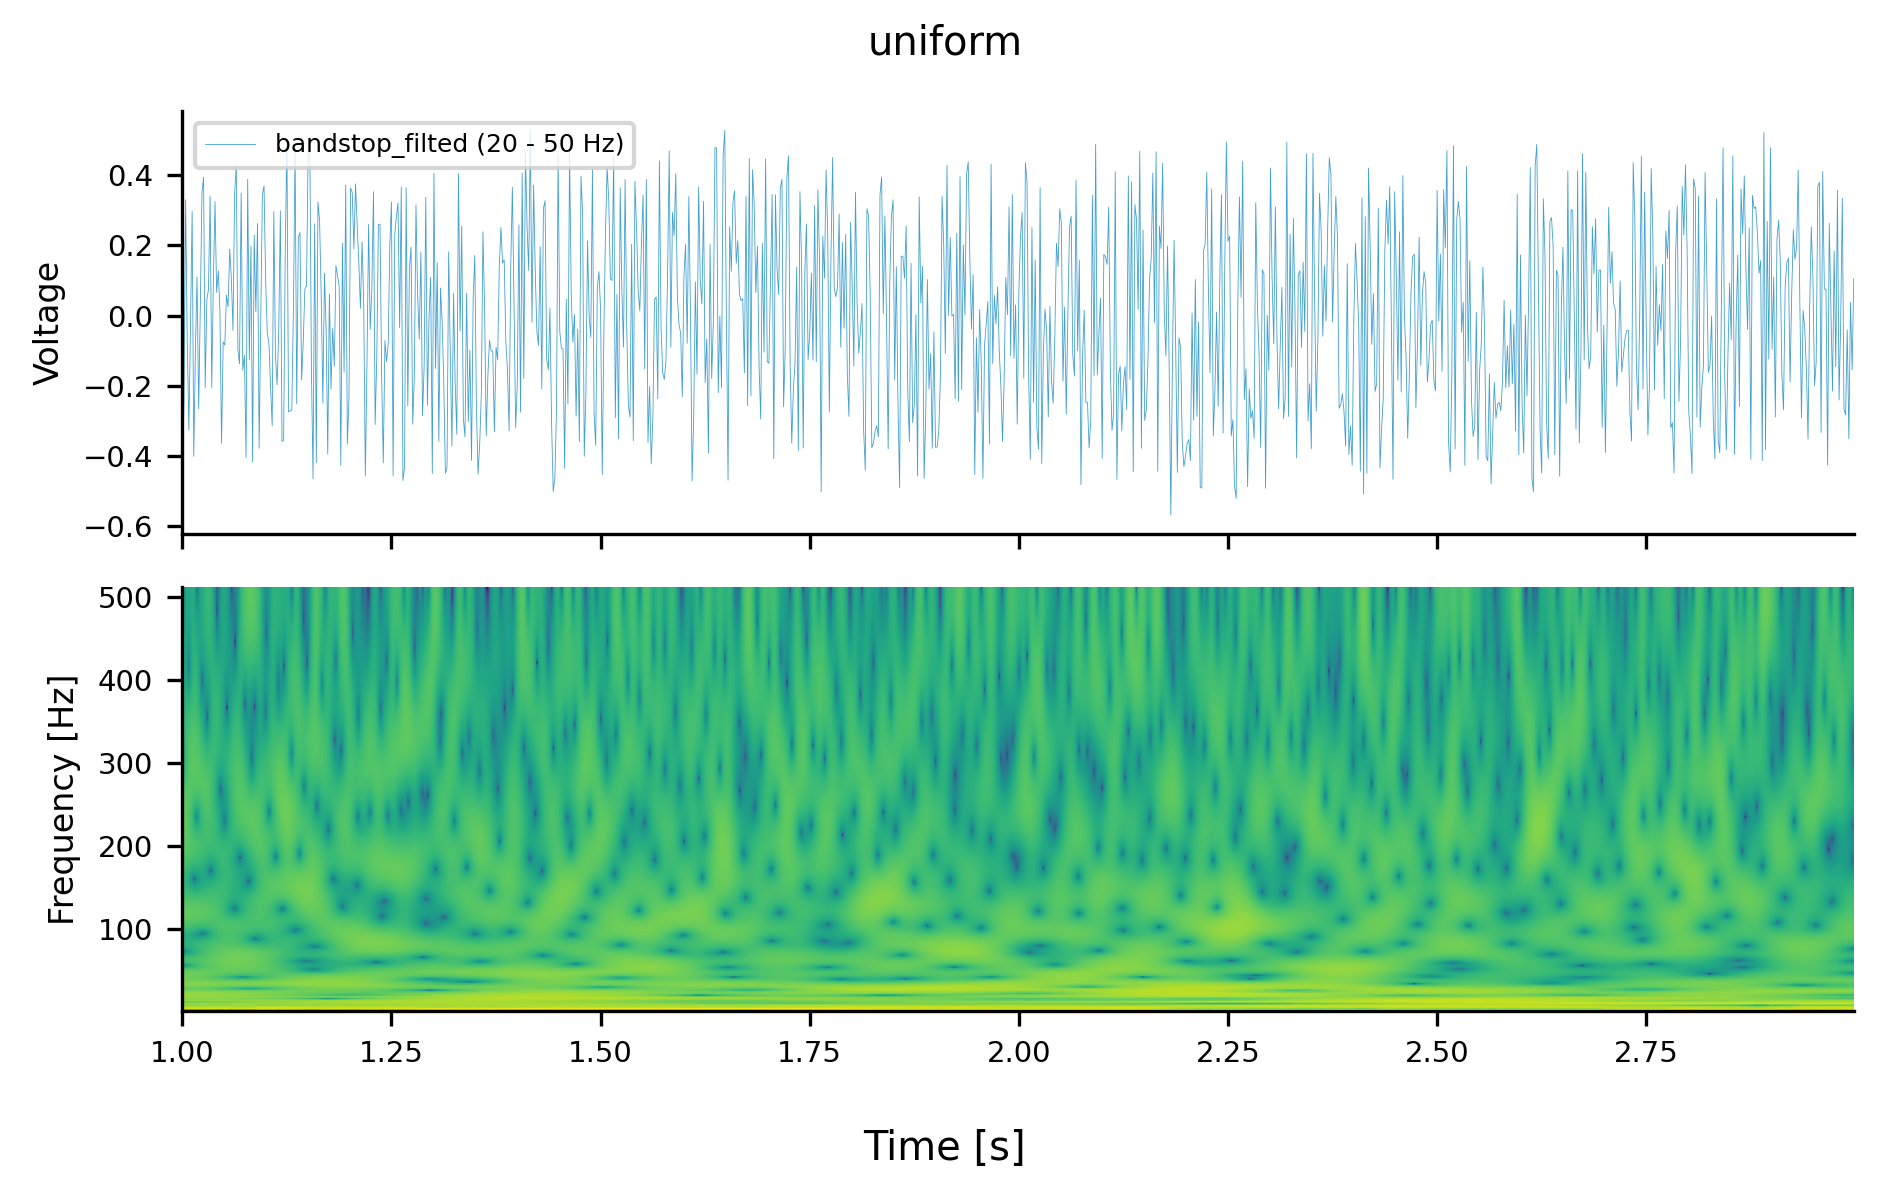 uniform
bandstop_filted (20 - 50 Hz)
0.4
0.2
0.0
−0.2
−0.4
−0.6
Voltage
500
400
300
200
100
Frequency [Hz]
1.00 1.25 1.50 1.75 2.00 2.25 2.50 2.75
Time [s]